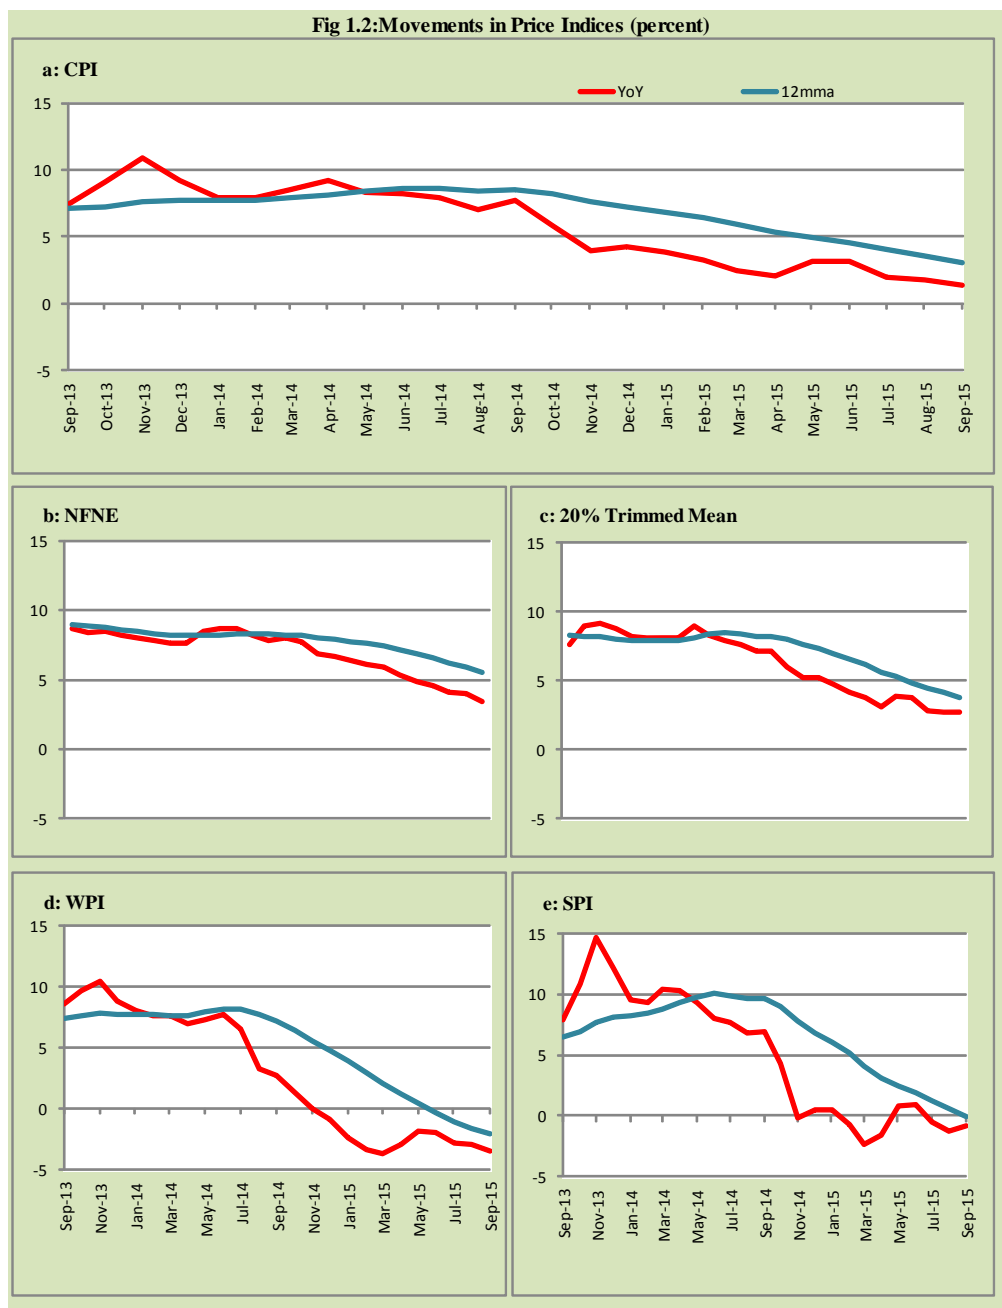 Fig 1.2:Movements in Price Indices (percent)
a: CPI
YoY 12mma
15
10
5
0
-5
Sep-13 Oct-13 Nov-13 Dec-13 Jan-14 Feb-14 Mar-14 Apr-14 May-14 Jun-14 Jul-14 Aug-14 Sep-14 Oct-14 Nov-14 Dec-14 Jan-15 Feb-15 Mar-15 Apr-15 May-15 Jun-15 Jul-15 Aug-15 Sep-15
b: NFNE
15
10
5
0
-5
c: 20% Trimmed Mean
15
10
5
0
-5
d: WPI
15
10
5
0
-5
Sep-13 Nov-13 Jan-14 Mar-14 May-14 Jul-14 Sep-14 Nov-14 Jan-15 Mar-15 May-15 Jul-15 Sep-15
e: SPI
15
10
5
0
-5
Sep-13 Nov-13 Jan-14 Mar-14 May-14 Jul-14 Sep-14 Nov-14 Jan-15 Mar-15 May-15 Jul-15 Sep-15